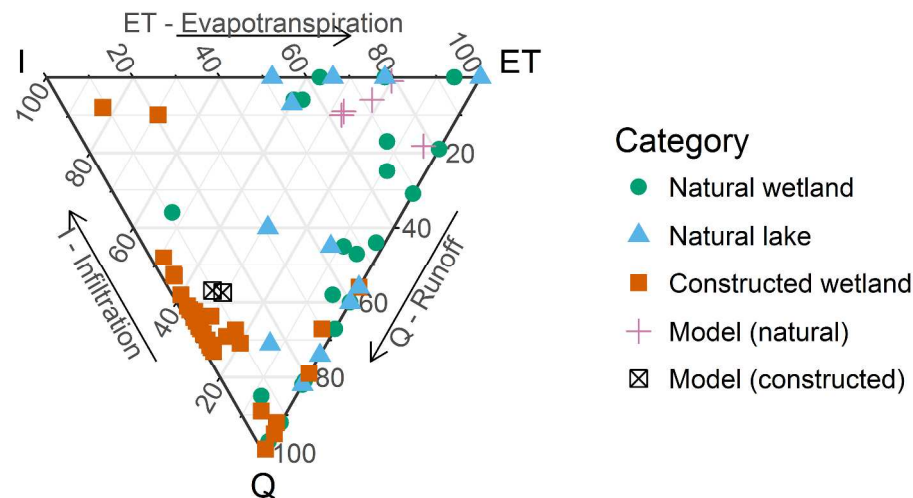 ET - Evapotranspiration
I
ET
20
40
60
80
100
100
80
60
40
20
20
40
60
80
100
I - Infiltration
Q - Runoff
Q
Category
Natural wetland
Natural lake
Constructed wetland
Model (natural)
Model (constructed)